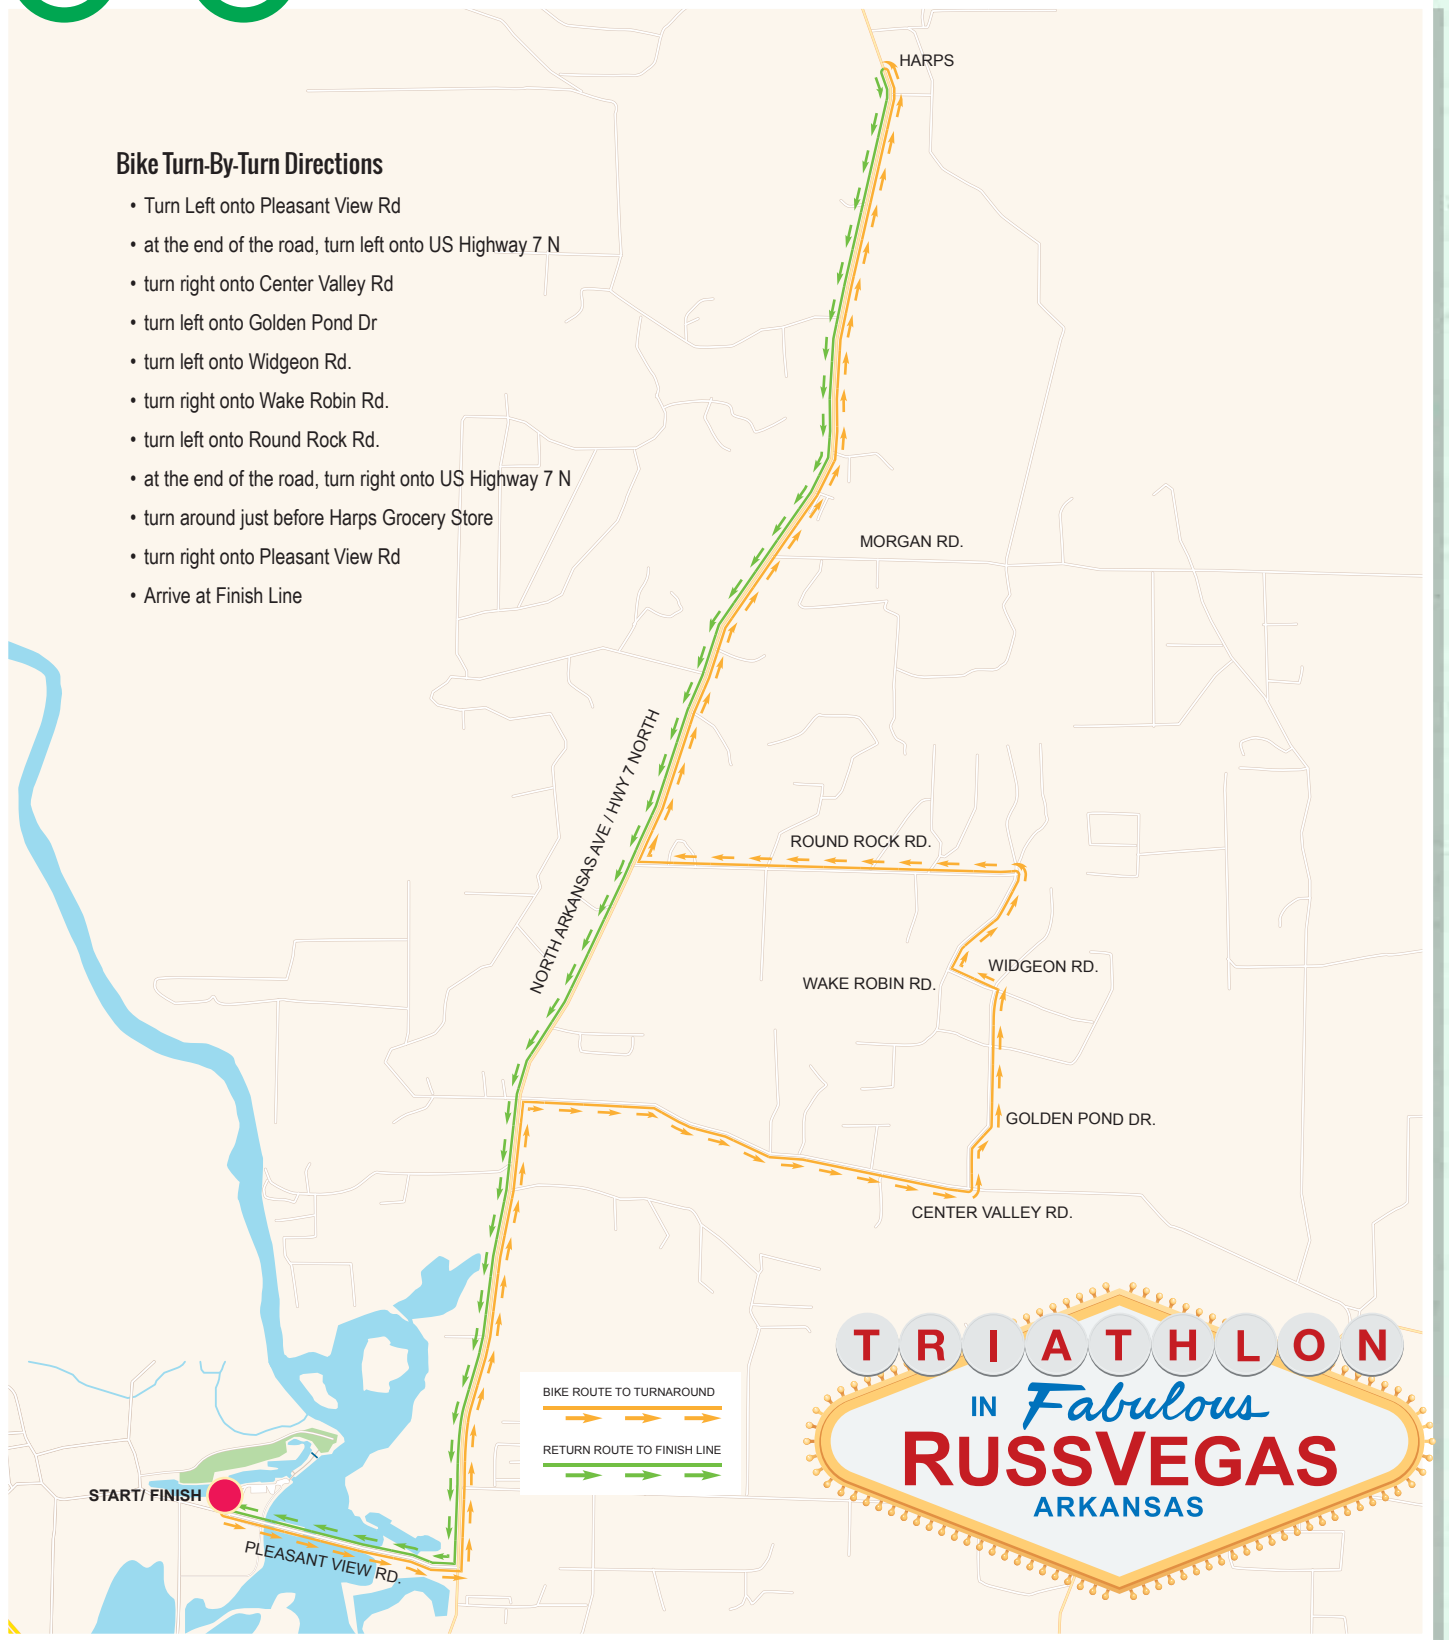 HARPS
Bike Turn-By-Turn Directions
• Turn Left onto Pleasant View Rd
• at the end of the road, turn left onto US Highway 7 N
• turn right onto Center Valley Rd
• turn left onto Golden Pond Dr
• turn left onto Widgeon Rd.
• turn right onto Wake Robin Rd.
• turn left onto Round Rock Rd.
• at the end of the road, turn right onto US Highway 7 N
• turn around just before Harps Grocery Store
• turn right onto Pleasant View Rd
• Arrive at Finish Line
MORGAN RD.
NORTH ARKANSAS AVE / HWY 7 NORTH
ROUND ROCK RD.
WIDGEON RD.
WAKE ROBIN RD.
GOLDEN POND DR.
CENTER VALLEY RD.
BIKE ROUTE TO TURNAROUND
RETURN ROUTE TO FINISH LINE
START/ FINISH
PLEASANT VIEW RD.
TRIATHLON
IN Fabulous
RUSSVEGAS
ARKANSAS